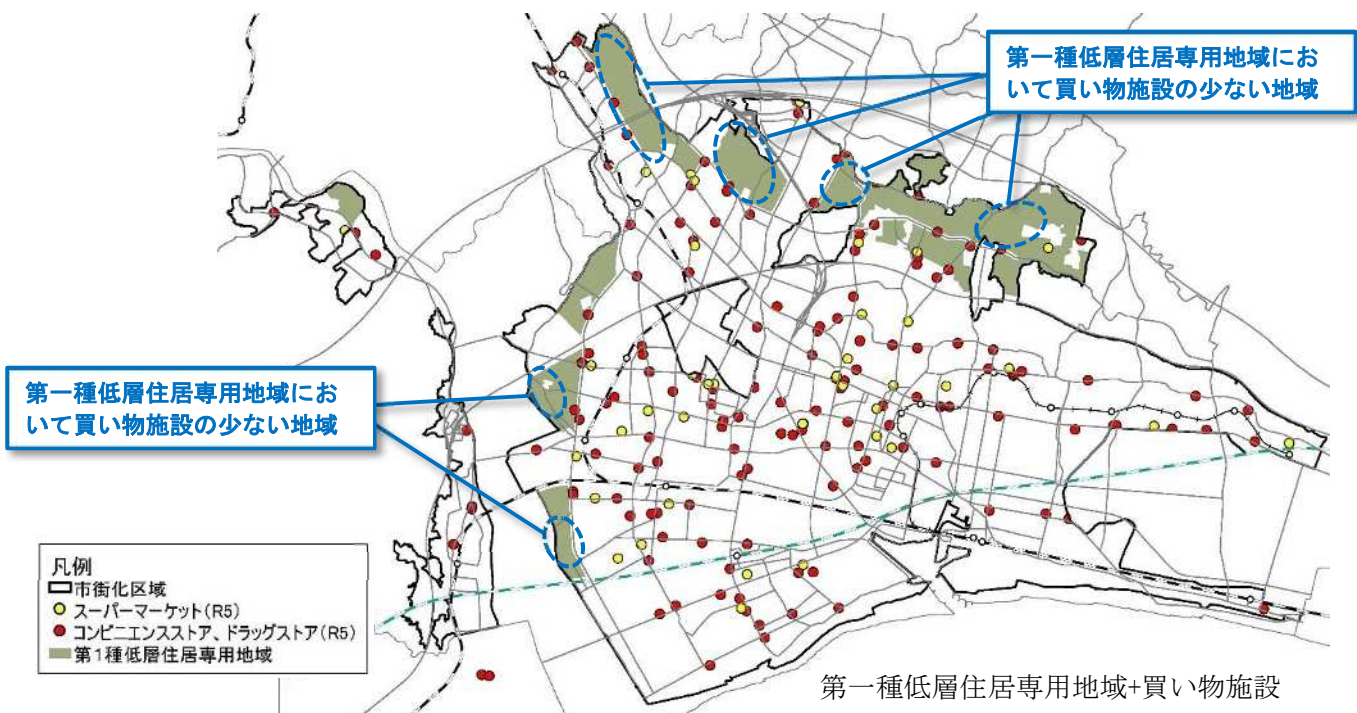 第一種低層住居専用地域にお
いて買い物施設の少ない地域
第一種低層住居専用地域にお
いて買い物施設の少ない地域
凡例
市街化区域
スーパーマーケット(R5)
コンビニエンスストア、ドラッグストア(R5)
第1種低層住居専用地域
第一種低層住居専用地域+買い物施設